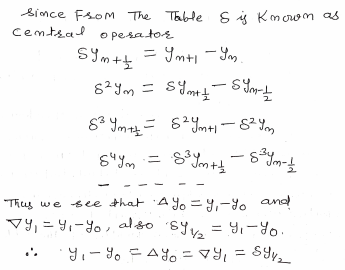 Since From The Table δ is Known as
Central operator
δy_{m+1/2} = y_{m+1} - y_m
δ²y_m = δy_{m+1/2} - δy_{m-1/2}
δ³y_{m+1/2} = δ²y_{m+1} - δ²y_m
δ⁴y_m = δ³y_{m+1/2} - δ³y_{m-1/2}
- - - - - -
Thus we see that Δy₀ = y₁-y₀ and
∇y₁ = y₁-y₀, also δy_{1/2} = y₁-y₀.
∴ y₁-y₀ = Δy₀ = ∇y₁ = δy_{1/2}